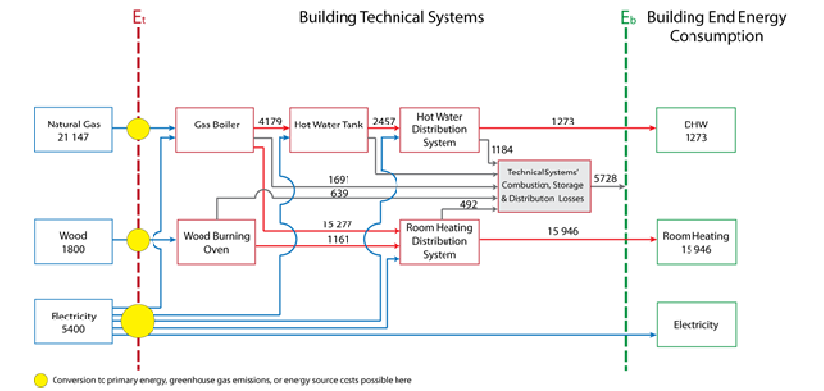 Et
Building Technical Systems
Eb
Building End Energy
Consumption
Natural Gas
21 147
Gas Boiler
4179
Hot Water Tank
2457
Hot Water
Distribution
System
1273
DHW
1273
1184
Technical Systems'
Combustion, Storage
& Distribution Losses
5728
1691
639
492
Wood
1800
Wood Burning
Oven
15 277
1161
Room Heating
Distribution
System
15 946
Room Heating
15 946
Electricity
5400
Electricity
Conversion to primary energy, greenhouse gas emissions, or energy source costs possible here